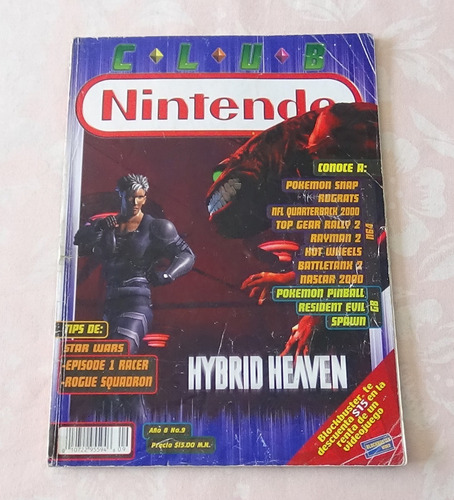 CLUB
Nintendo
CONOCE A:
POKEMON SNAP
RUGRATS
NFL QUARTERBACK 2000
TOP GEAR RALLY 2
RAYMAN 2
HOT WHEELS
BATTLETANX 2
NASCAR 2000
N64
POKEMON PINBALL
RESIDENT EVIL
SPAWN
GB
TIPS DE:
STAR WARS
-EPISODE 1 RACER
-ROGUE SQUADRON
HYBRID HEAVEN
Blockbuster te
descuenta $15 en la
renta de un
videojuego
Año 8 No.9
Precio $15.00 M.N.